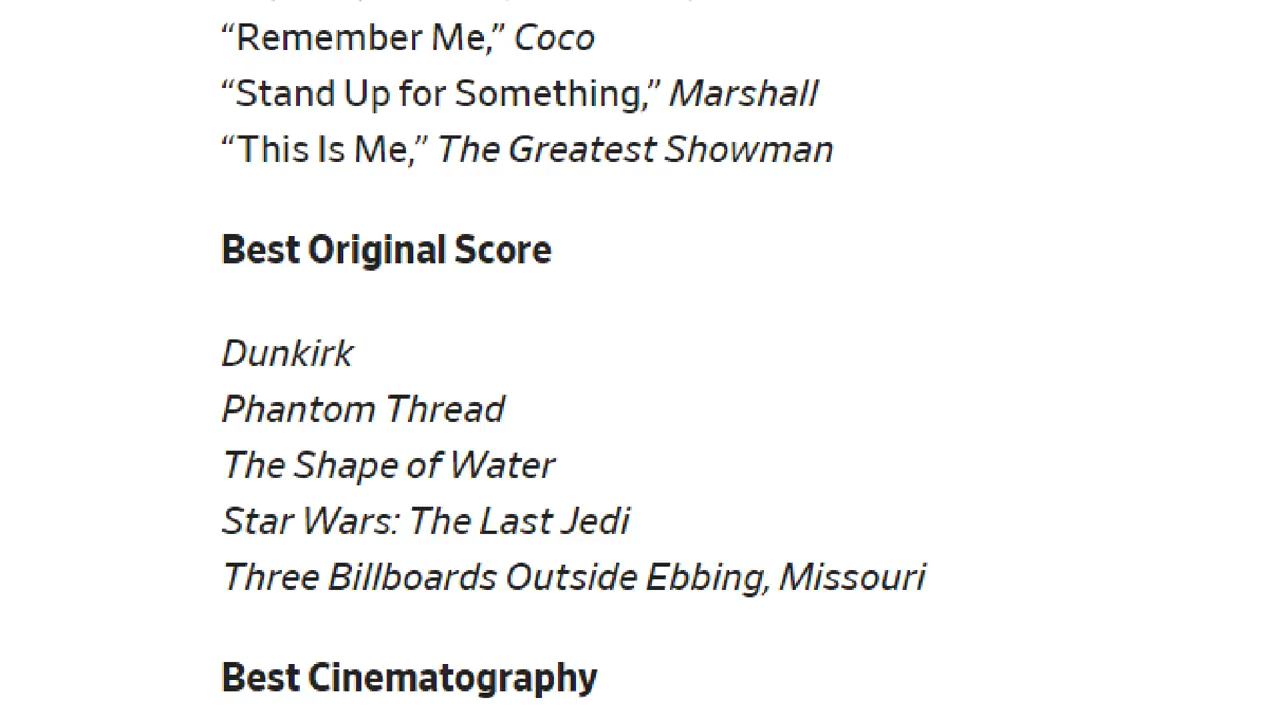 “Remember Me,” Coco
“Stand Up for Something,” Marshall
“This Is Me,” The Greatest Showman
Best Original Score
Dunkirk
Phantom Thread
The Shape of Water
Star Wars: The Last Jedi
Three Billboards Outside Ebbing, Missouri
Best Cinematography